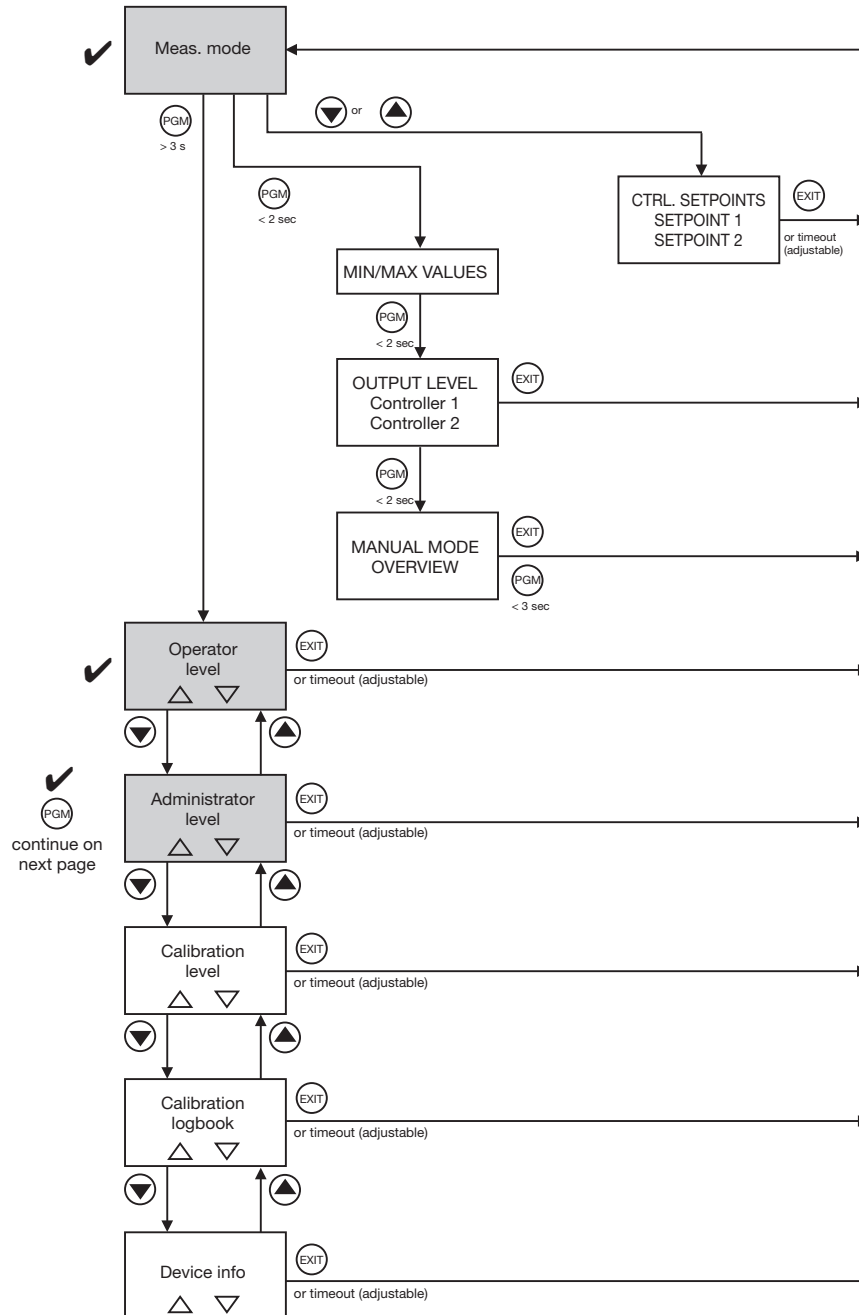 Meas. mode
PGM
> 3 s
or
PGM
< 2 sec
CTRL. SETPOINTS
SETPOINT 1
SETPOINT 2
EXIT
or timeout
(adjustable)
MIN/MAX VALUES
PGM
< 2 sec
OUTPUT LEVEL
Controller 1
Controller 2
EXIT
PGM
< 2 sec
MANUAL MODE
OVERVIEW
EXIT
PGM
< 3 sec
Operator
level
EXIT
or timeout (adjustable)
PGM
continue on
next page
Administrator
level
EXIT
or timeout (adjustable)
Calibration
level
EXIT
or timeout (adjustable)
Calibration
logbook
EXIT
or timeout (adjustable)
Device info
EXIT
or timeout (adjustable)